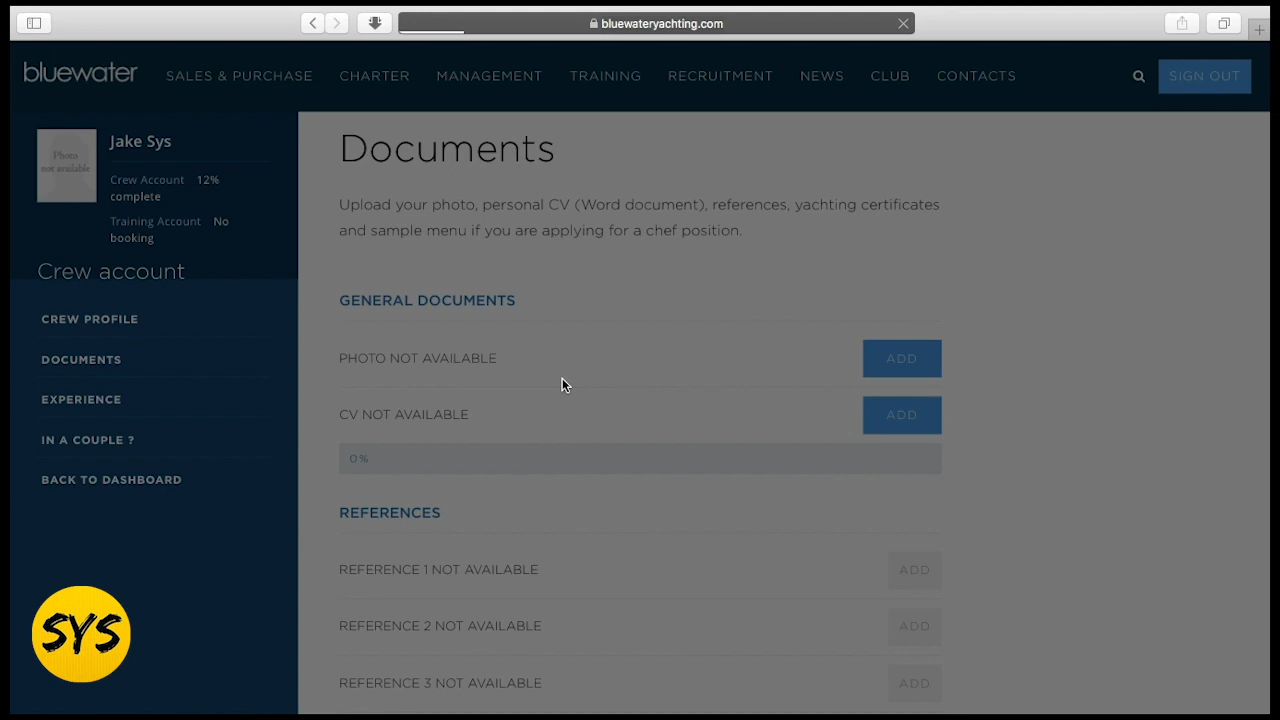 bluewateryachting.com
bluewater
SALES & PURCHASE
CHARTER
MANAGEMENT
TRAINING
RECRUITMENT
NEWS
CLUB
CONTACTS
SIGN OUT
Photo
not available
Jake Sys
Crew Account 12%
complete
Training Account No
booking
Crew account
CREW PROFILE
DOCUMENTS
EXPERIENCE
IN A COUPLE ?
BACK TO DASHBOARD
SYS
Documents
Upload your photo, personal CV (Word document), references, yachting certificates
and sample menu if you are applying for a chef position.
GENERAL DOCUMENTS
PHOTO NOT AVAILABLE
ADD
CV NOT AVAILABLE
ADD
0%
REFERENCES
REFERENCE 1 NOT AVAILABLE
ADD
REFERENCE 2 NOT AVAILABLE
ADD
REFERENCE 3 NOT AVAILABLE
ADD